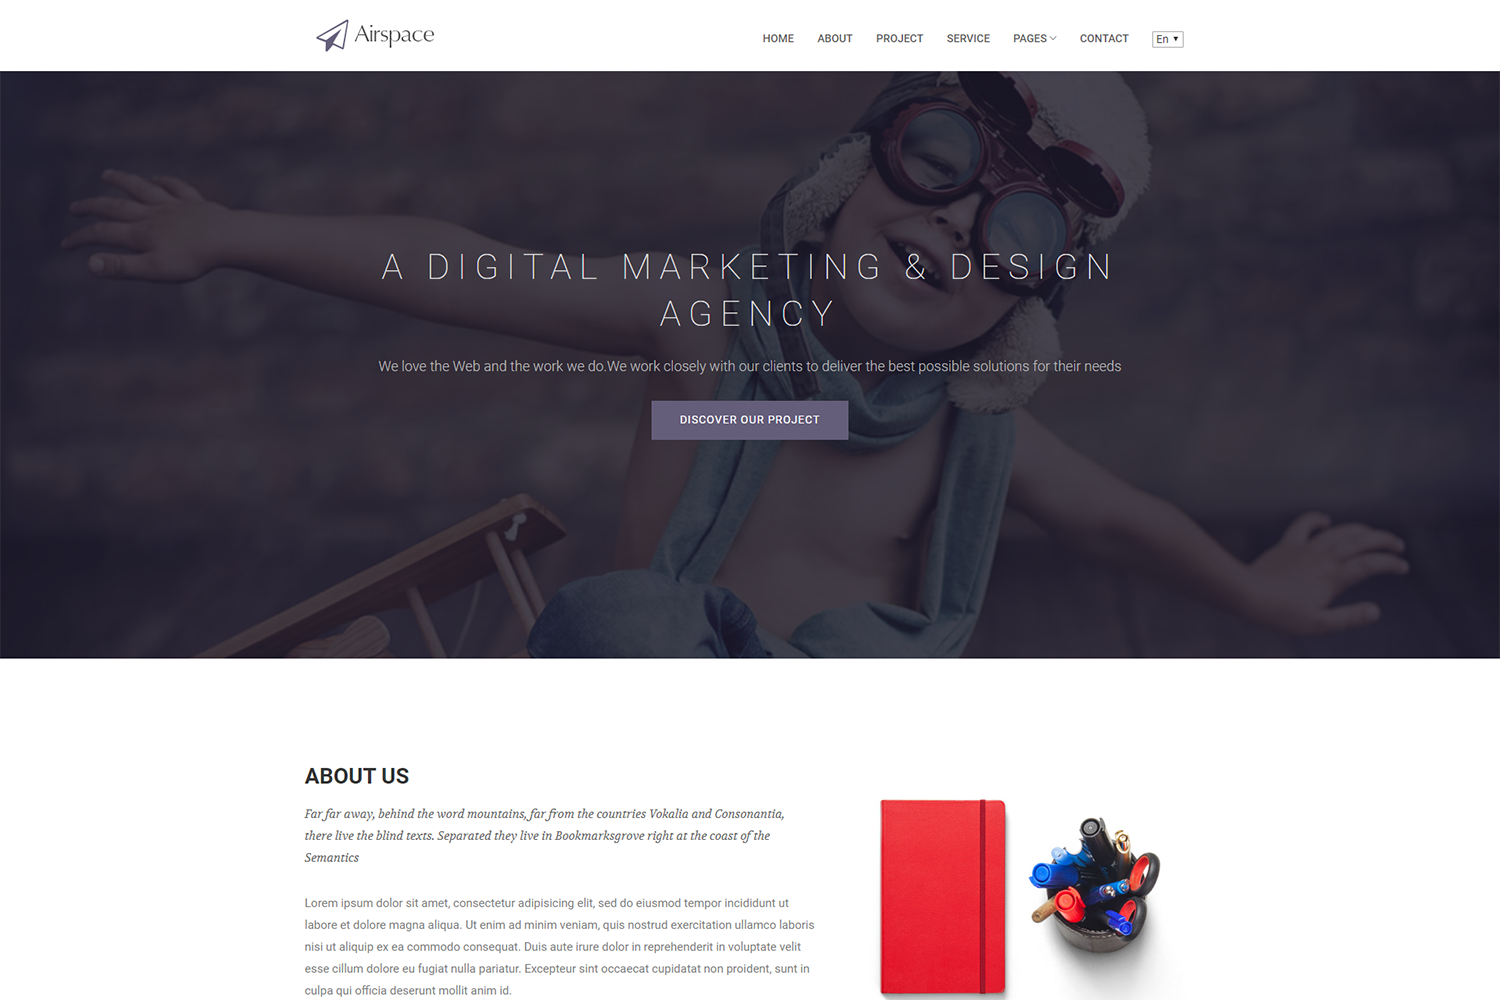 Airspace
HOME ABOUT PROJECT SERVICE PAGES CONTACT En
A DIGITAL MARKETING & DESIGN
AGENCY
We love the Web and the work we do.We work closely with our clients to deliver the best possible solutions for their needs
DISCOVER OUR PROJECT
ABOUT US
Far far away, behind the word mountains, far from the countries Vokalia and Consonantia,
there live the blind texts. Separated they live in Bookmarksgrove right at the coast of the
Semantics
Lorem ipsum dolor sit amet, consectetur adipisicing elit, sed do eiusmod tempor incididunt ut
labore et dolore magna aliqua. Ut enim ad minim veniam, quis nostrud exercitation ullamco laboris
nisi ut aliquip ex ea commodo consequat. Duis aute irure dolor in reprehenderit in voluptate velit
esse cillum dolore eu fugiat nulla pariatur. Excepteur sint occaecat cupidatat non proident, sunt in
culpa qui officia deserunt mollit anim id.